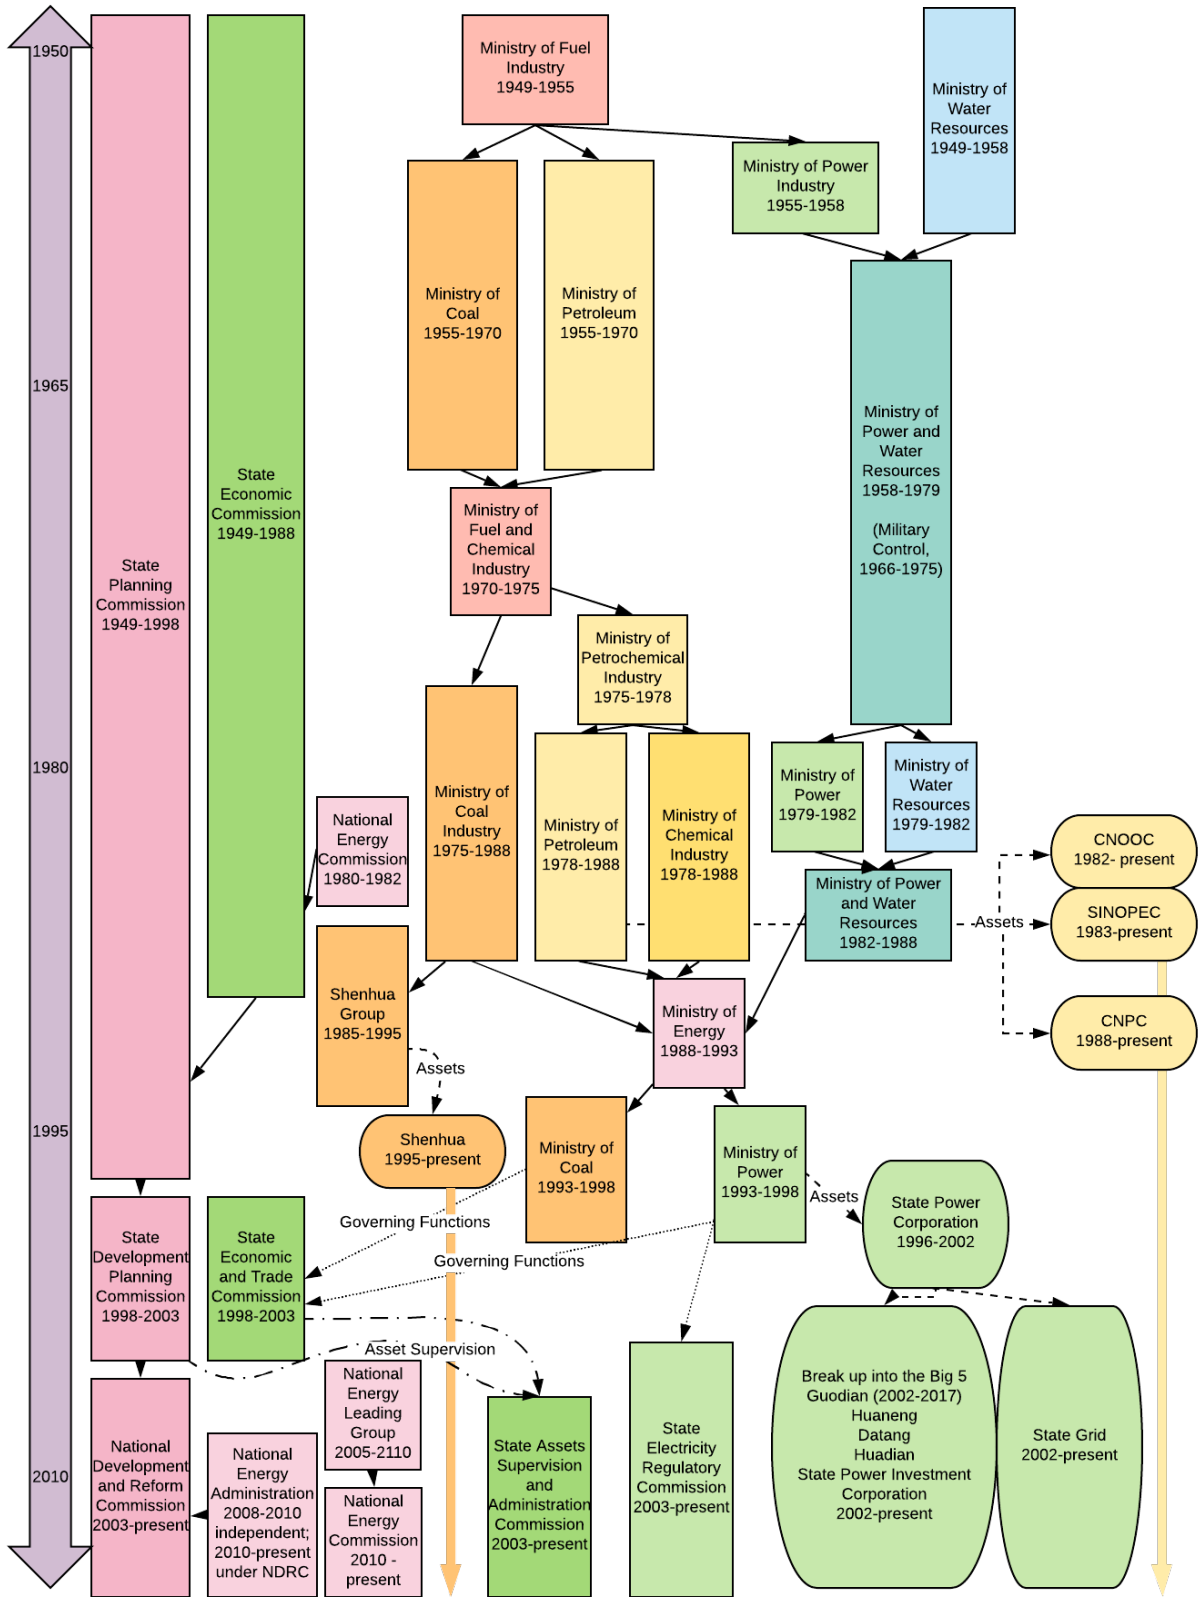 1950
1965
1980
1995
2010
State
Planning
Commission
1949-1998
State
Economic
Commission
1949-1988
Ministry of Fuel
Industry
1949-1955
Ministry of
Water
Resources
1949-1958
Ministry of Power
Industry
1955-1958
Ministry of
Coal
1955-1970
Ministry of
Petroleum
1955-1970
Ministry of
Power and
Water
Resources
1958-1979
(Military
Control,
1966-1975)
Ministry of
Fuel and
Chemical
Industry
1970-1975
Ministry of
Petrochemical
Industry
1975-1978
Ministry of
Coal
Industry
1975-1988
Ministry of
Petroleum
1978-1988
Ministry of
Chemical
Industry
1978-1988
Ministry of
Power
1979-1982
Ministry of
Water
Resources
1979-1982
National
Energy
Commission
1980-1982
Ministry of Power
and Water
Resources
1982-1988
Assets
CNOOC
1982- present
SINOPEC
1983-present
CNPC
1988-present
Shenhua
Group
1985-1995
Assets
Ministry of
Energy
1988-1993
Shenhua
1995-present
Ministry of
Coal
1993-1998
Ministry of
Power
1993-1998
Assets
State Power
Corporation
1996-2002
Governing Functions
Governing Functions
State
Development
Planning
Commission
1998-2003
State
Economic
and Trade
Commission
1998-2003
Asset Supervision
National
Energy
Leading
Group
2005-2110
National
Development
and Reform
Commission
2003-present
National
Energy
Administration
2008-2010
independent;
2010-present
under NDRC
National
Energy
Commission
2010 -
present
State Assets
Supervision
and
Administration
Commission
2003-present
State
Electricity
Regulatory
Commission
2003-present
Break up into the Big 5
Guodian (2002-2017)
Huaneng
Datang
Huadian
State Power Investment
Corporation
2002-present
State Grid
2002-present